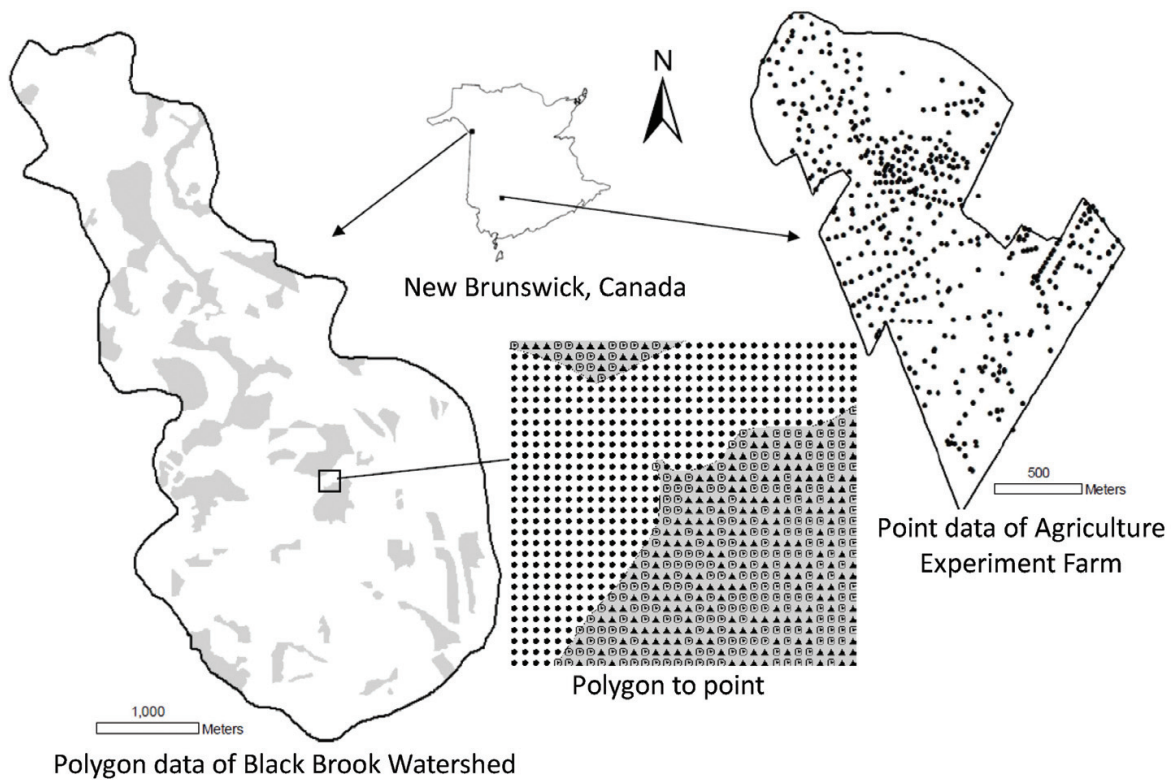 N
New Brunswick, Canada
500
Meters
Point data of Agriculture
Experiment Farm
Polygon to point
1,000
Meters
Polygon data of Black Brook Watershed